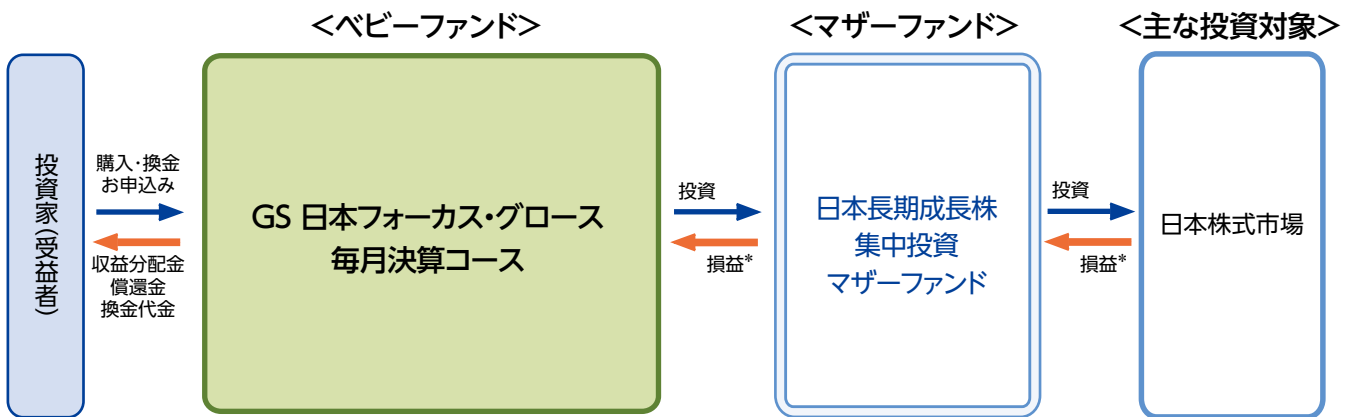 ＜ベビーファンド＞
＜マザーファンド＞
＜主な投資対象＞
投資家（受益者）
購入・換金
お申込み
収益分配金
償還金
換金代金
GS 日本フォーカス・グロース
毎月決算コース
投資
損益*
日本長期成長株
集中投資
マザーファンド
投資
損益*
日本株式市場